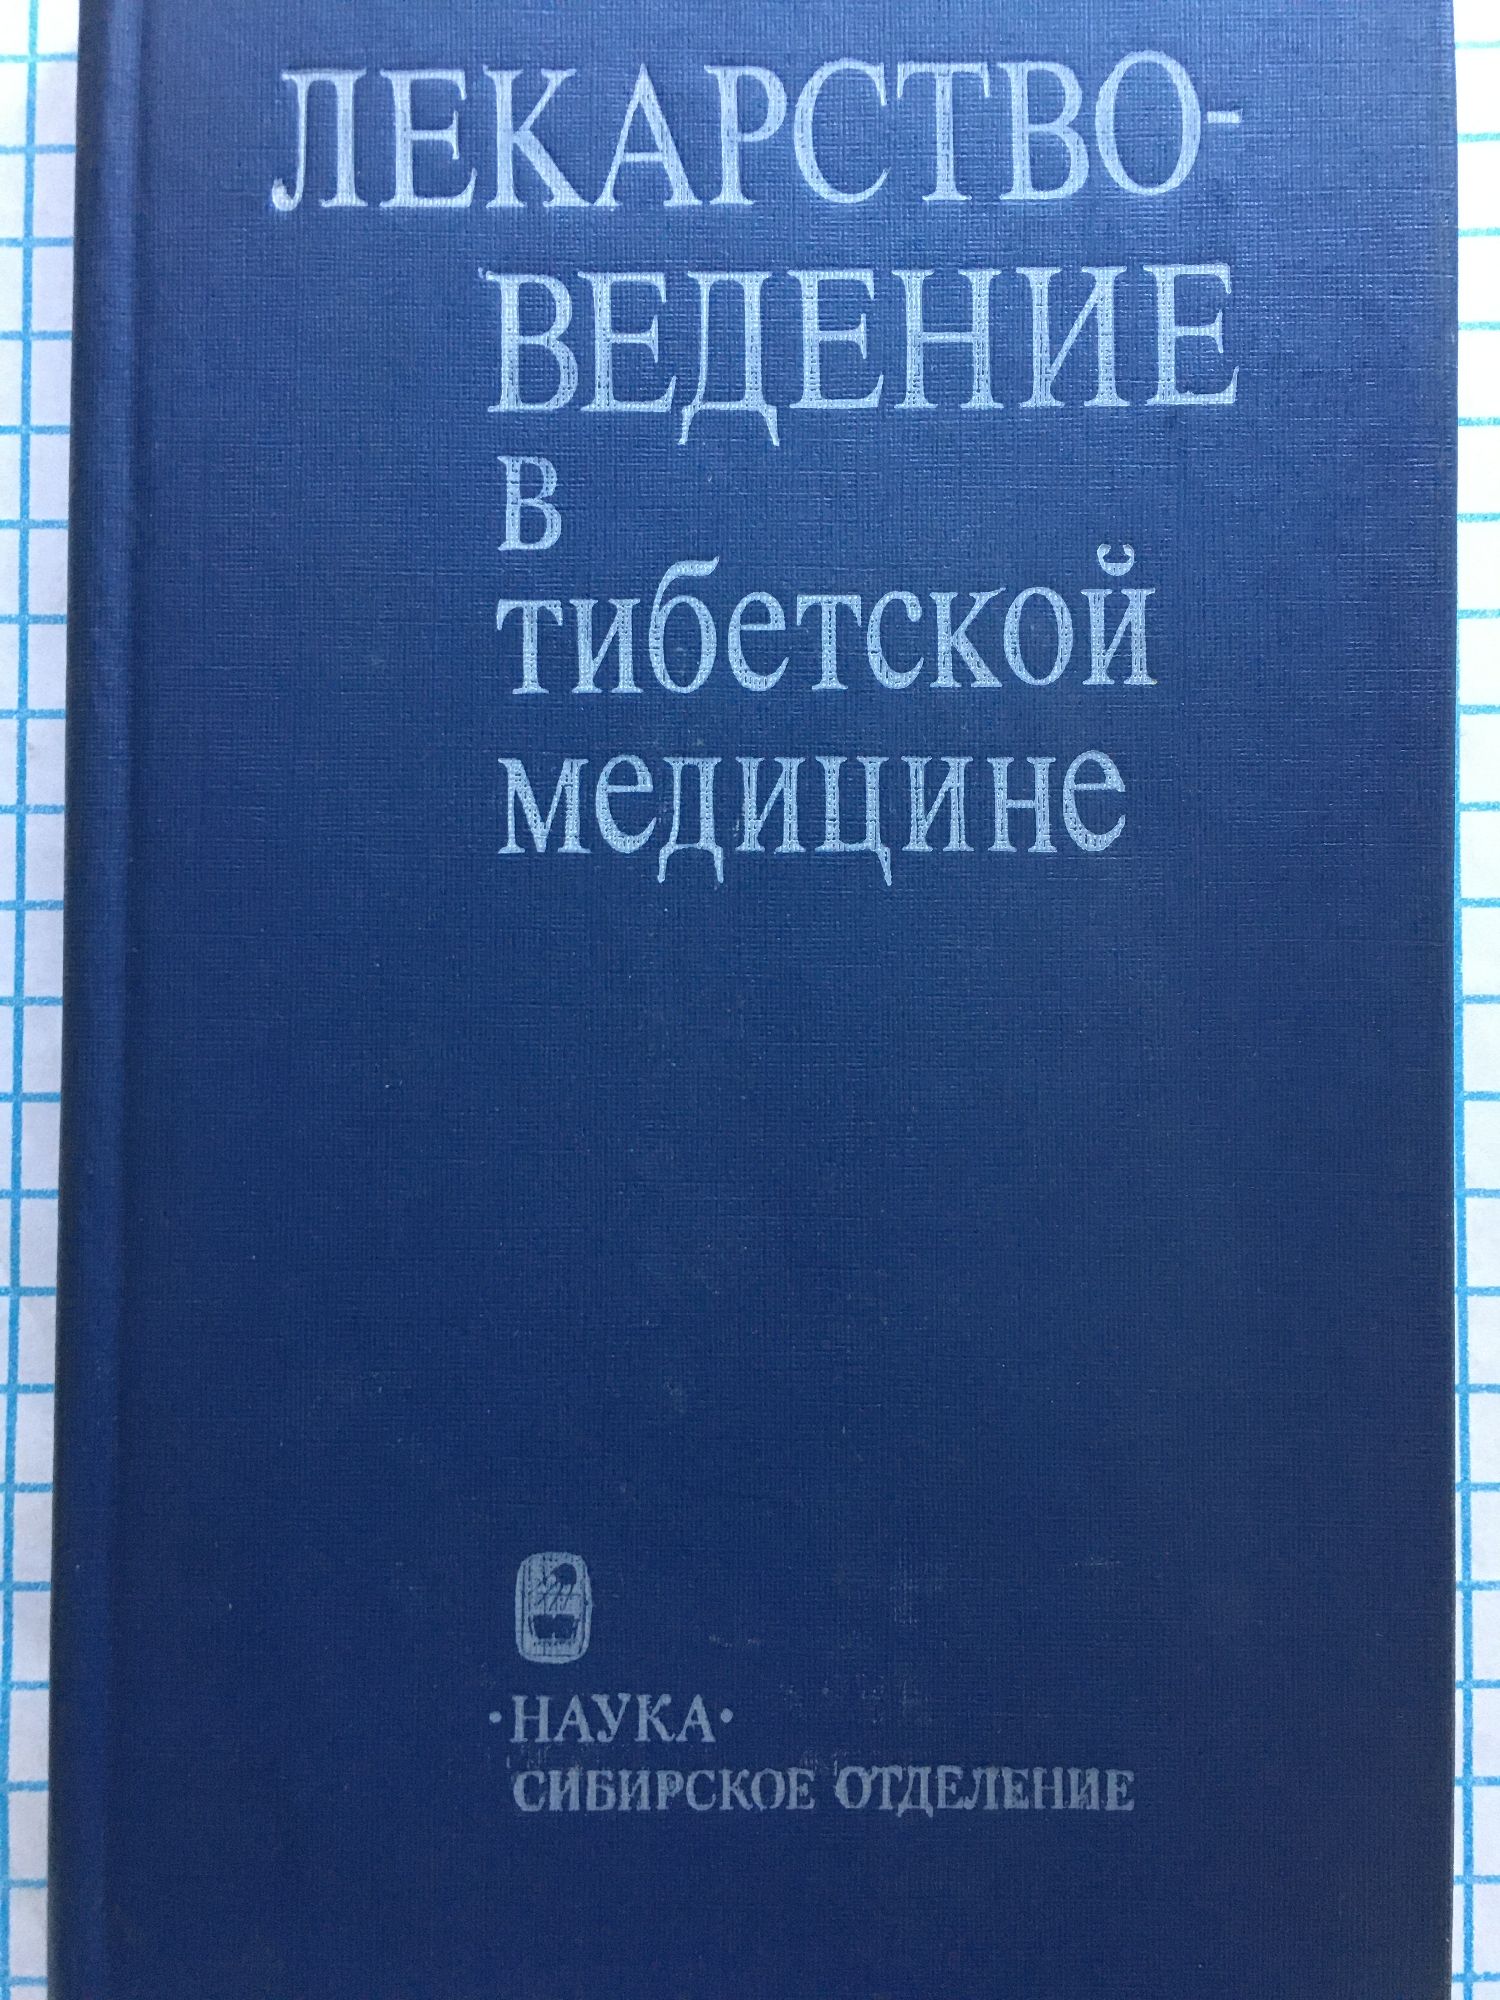 ЛЕКАРСТВО-
ВЕДЕНИЕ
В
тибетской
медицине
·НАУКА·
СИБИРСКОЕ ОТДЕЛЕНИЕ